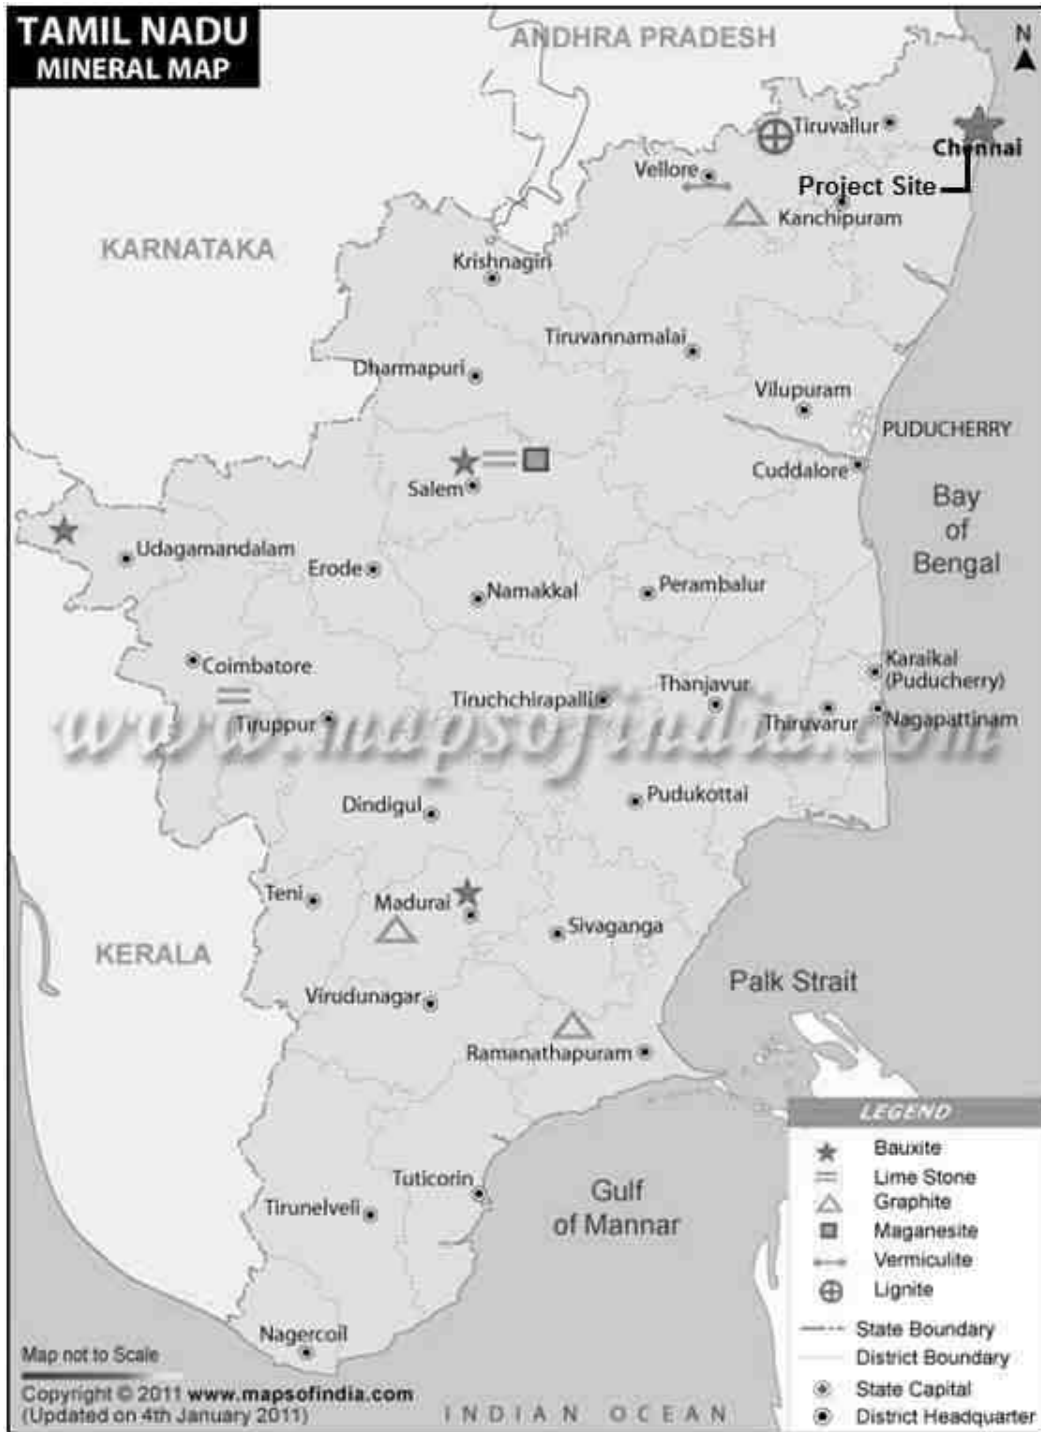 TAMIL NADU
MINERAL MAP
ANDHRA PRADESH
N
Tiruvallur
Chennai
Vellore
Project Site
Kanchipuram
KARNATAKA
Krishnagiri
Tiruvannamalai
Dharmapuri
Vilupuram
PUDUCHERRY
Cuddalore
Salem
Bay
of
Bengal
Udagamandalam
Erode
Namakkal
Perambalur
Coimbatore
Karaikal
(Puducherry)
Tiruchchirapalli
Thanjavur
Tiruppur
Thiruvarur
Nagapattinam
www.mapsofindia.com
Dindigul
Pudukottai
Teni
Madurai
Sivaganga
KERALA
Palk Strait
Virudunagar
Ramanathapuram
LEGEND
Bauxite
Lime Stone
Graphite
Maganesite
Vermiculite
Lignite
State Boundary
District Boundary
State Capital
District Headquarter
Tuticorin
Tirunelveli
Gulf
of Mannar
Nagercoil
Map not to Scale
Copyright © 2011 www.mapsofindia.com
(Updated on 4th January 2011)
INDIAN OCEAN